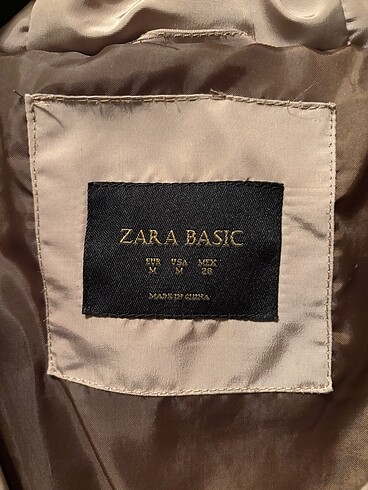 ZARA BASIC
EUR USA MEX
M M 28
MADE IN CHINA